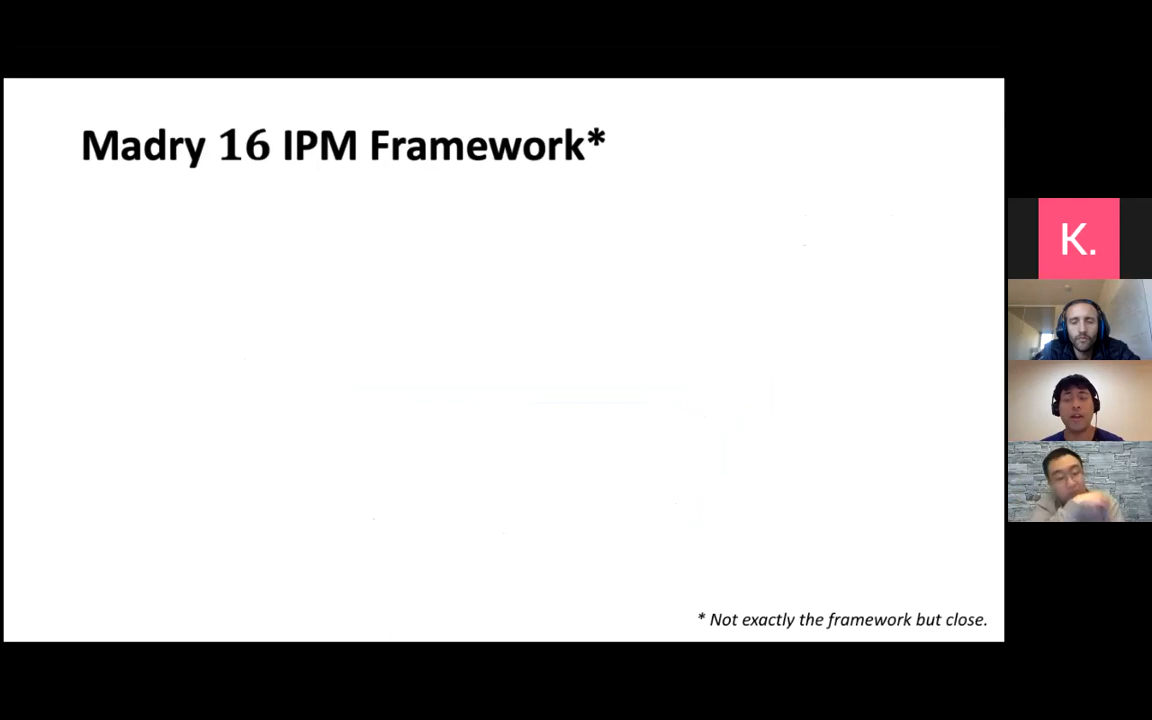 Madry 16 IPM Framework*
K.
* Not exactly the framework but close.